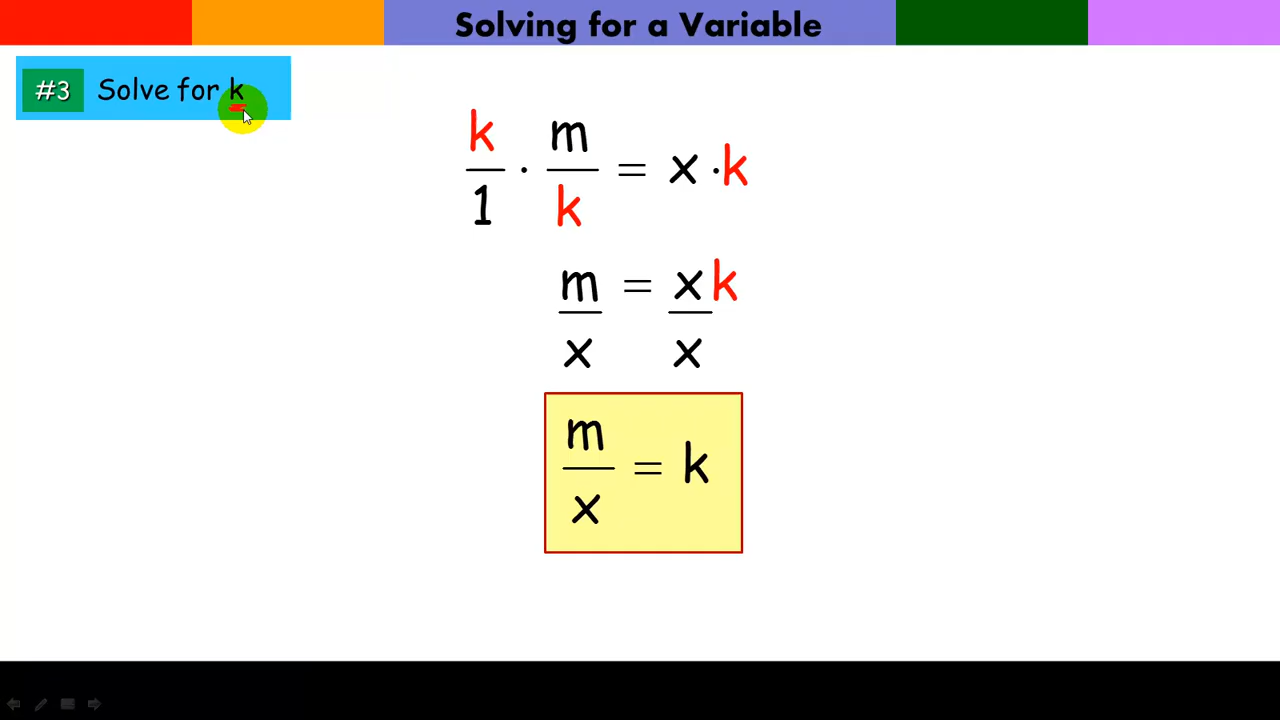 Solving for a Variable
#3 Solve for k
k/1 · m/k = x · k
m/x = xk/x
m/x = k